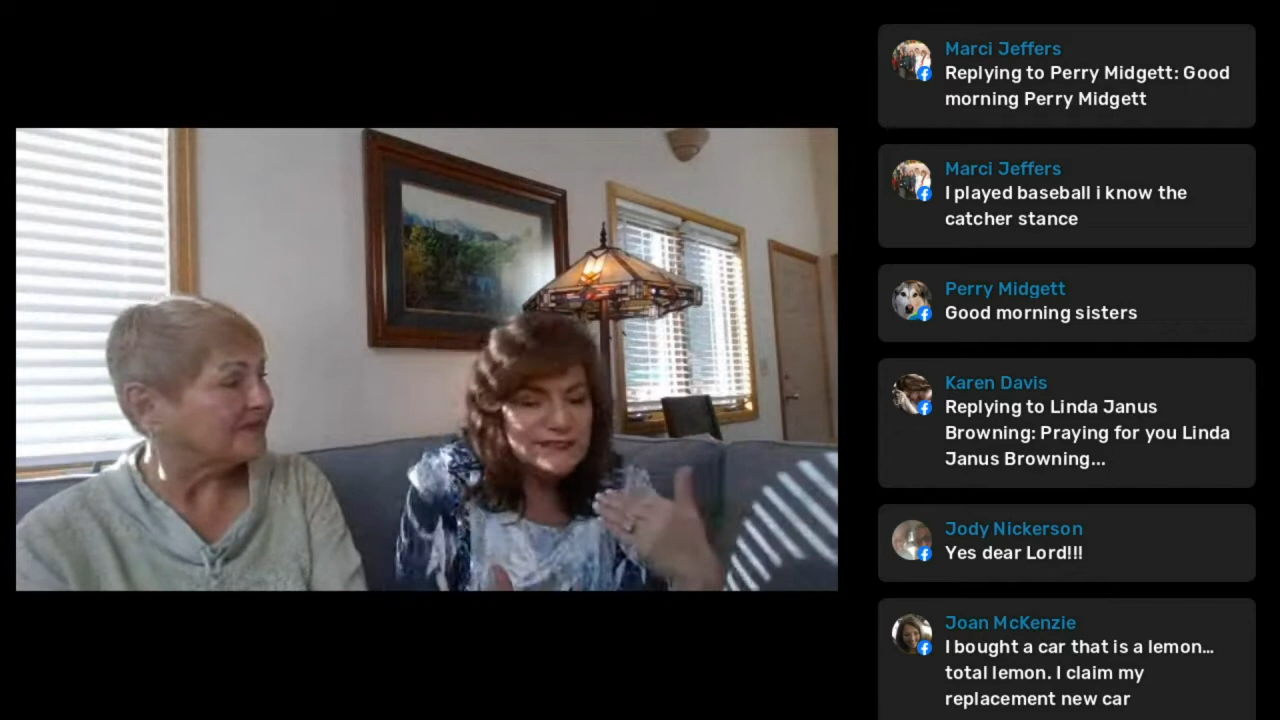 Marci Jeffers
Replying to Perry Midgett: Good
morning Perry Midgett
Marci Jeffers
I played baseball i know the
catcher stance
Perry Midgett
Good morning sisters
Karen Davis
Replying to Linda Janus
Browning: Praying for you Linda
Janus Browning...
Jody Nickerson
Yes dear Lord!!!
Joan McKenzie
I bought a car that is a lemon...
total lemon. I claim my
replacement new car